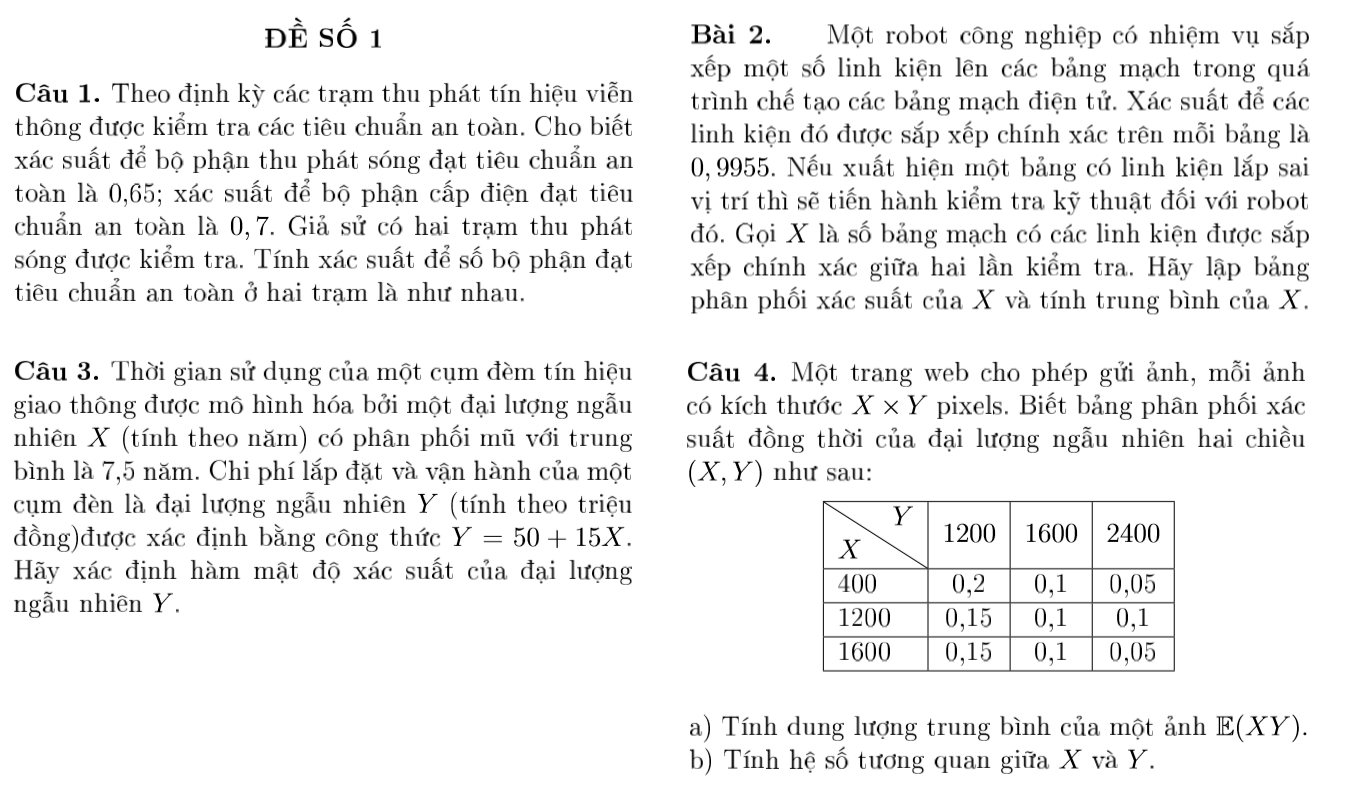 ĐỀ SỐ 1
Câu 1. Theo định kỳ các trạm thu phát tín hiệu viễn
thông được kiểm tra các tiêu chuẩn an toàn. Cho biết
xác suất để bộ phận thu phát sóng đạt tiêu chuẩn an
toàn là 0,65; xác suất để bộ phận cấp điện đạt tiêu
chuẩn an toàn là 0, 7. Giả sử có hai trạm thu phát
sóng được kiểm tra. Tính xác suất để số bộ phận đạt
tiêu chuẩn an toàn ở hai trạm là như nhau.
Bài 2. Một robot công nghiệp có nhiệm vụ sắp
xếp một số linh kiện lên các bảng mạch trong quá
trình chế tạo các bảng mạch điện tử. Xác suất để các
linh kiện đó được sắp xếp chính xác trên mỗi bảng là
0, 9955. Nếu xuất hiện một bảng có linh kiện lắp sai
vị trí thì sẽ tiến hành kiểm tra kỹ thuật đối với robot
đó. Gọi X là số bảng mạch có các linh kiện được sắp
xếp chính xác giữa hai lần kiểm tra. Hãy lập bảng
phân phối xác suất của X và tính trung bình của X.
Câu 3. Thời gian sử dụng của một cụm đèm tín hiệu
giao thông được mô hình hóa bởi một đại lượng ngẫu
nhiên X (tính theo năm) có phân phối mũ với trung
bình là 7,5 năm. Chi phí lắp đặt và vận hành của một
cụm đèn là đại lượng ngẫu nhiên Y (tính theo triệu
đồng)được xác định bằng công thức Y = 50 + 15X.
Hãy xác định hàm mật độ xác suất của đại lượng
ngẫu nhiên Y.
Câu 4. Một trang web cho phép gửi ảnh, mỗi ảnh
có kích thước X × Y pixels. Biết bảng phân phối xác
suất đồng thời của đại lượng ngẫu nhiên hai chiều
(X, Y) như sau:
Y 1200 1600 2400
X
400 0,2 0,1 0,05
1200 0,15 0,1 0,1
1600 0,15 0,1 0,05
a) Tính dung lượng trung bình của một ảnh 𝔼(XY).
b) Tính hệ số tương quan giữa X và Y.